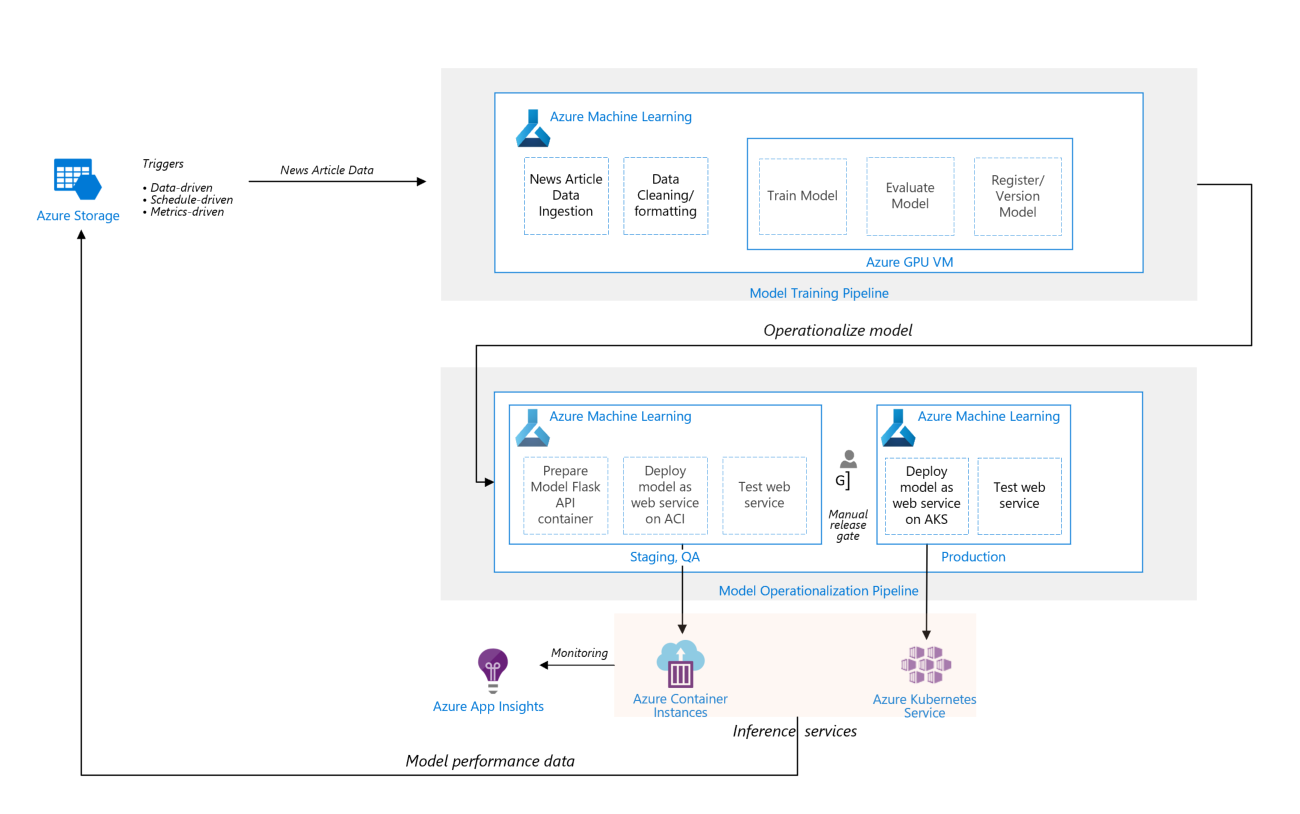 Azure Machine Learning
Triggers
• Data-driven
• Schedule-driven
• Metrics-driven
News Article Data
Azure Storage
News Article
Data
Ingestion
Data
Cleaning/
formatting
Train Model
Evaluate
Model
Register/
Version
Model
Azure GPU VM
Model Training Pipeline
Operationalize model
Azure Machine Learning
Prepare
Model Flask
API
container
Deploy
model as
web service
on ACI
Test web
service
Staging, QA
G]
Manual
release
gate
Azure Machine Learning
Deploy
model as
web service
on AKS
Test web
service
Production
Model Operationalization Pipeline
Monitoring
Azure App Insights
Azure Container
Instances
Azure Kubernetes
Service
Inference services
Model performance data